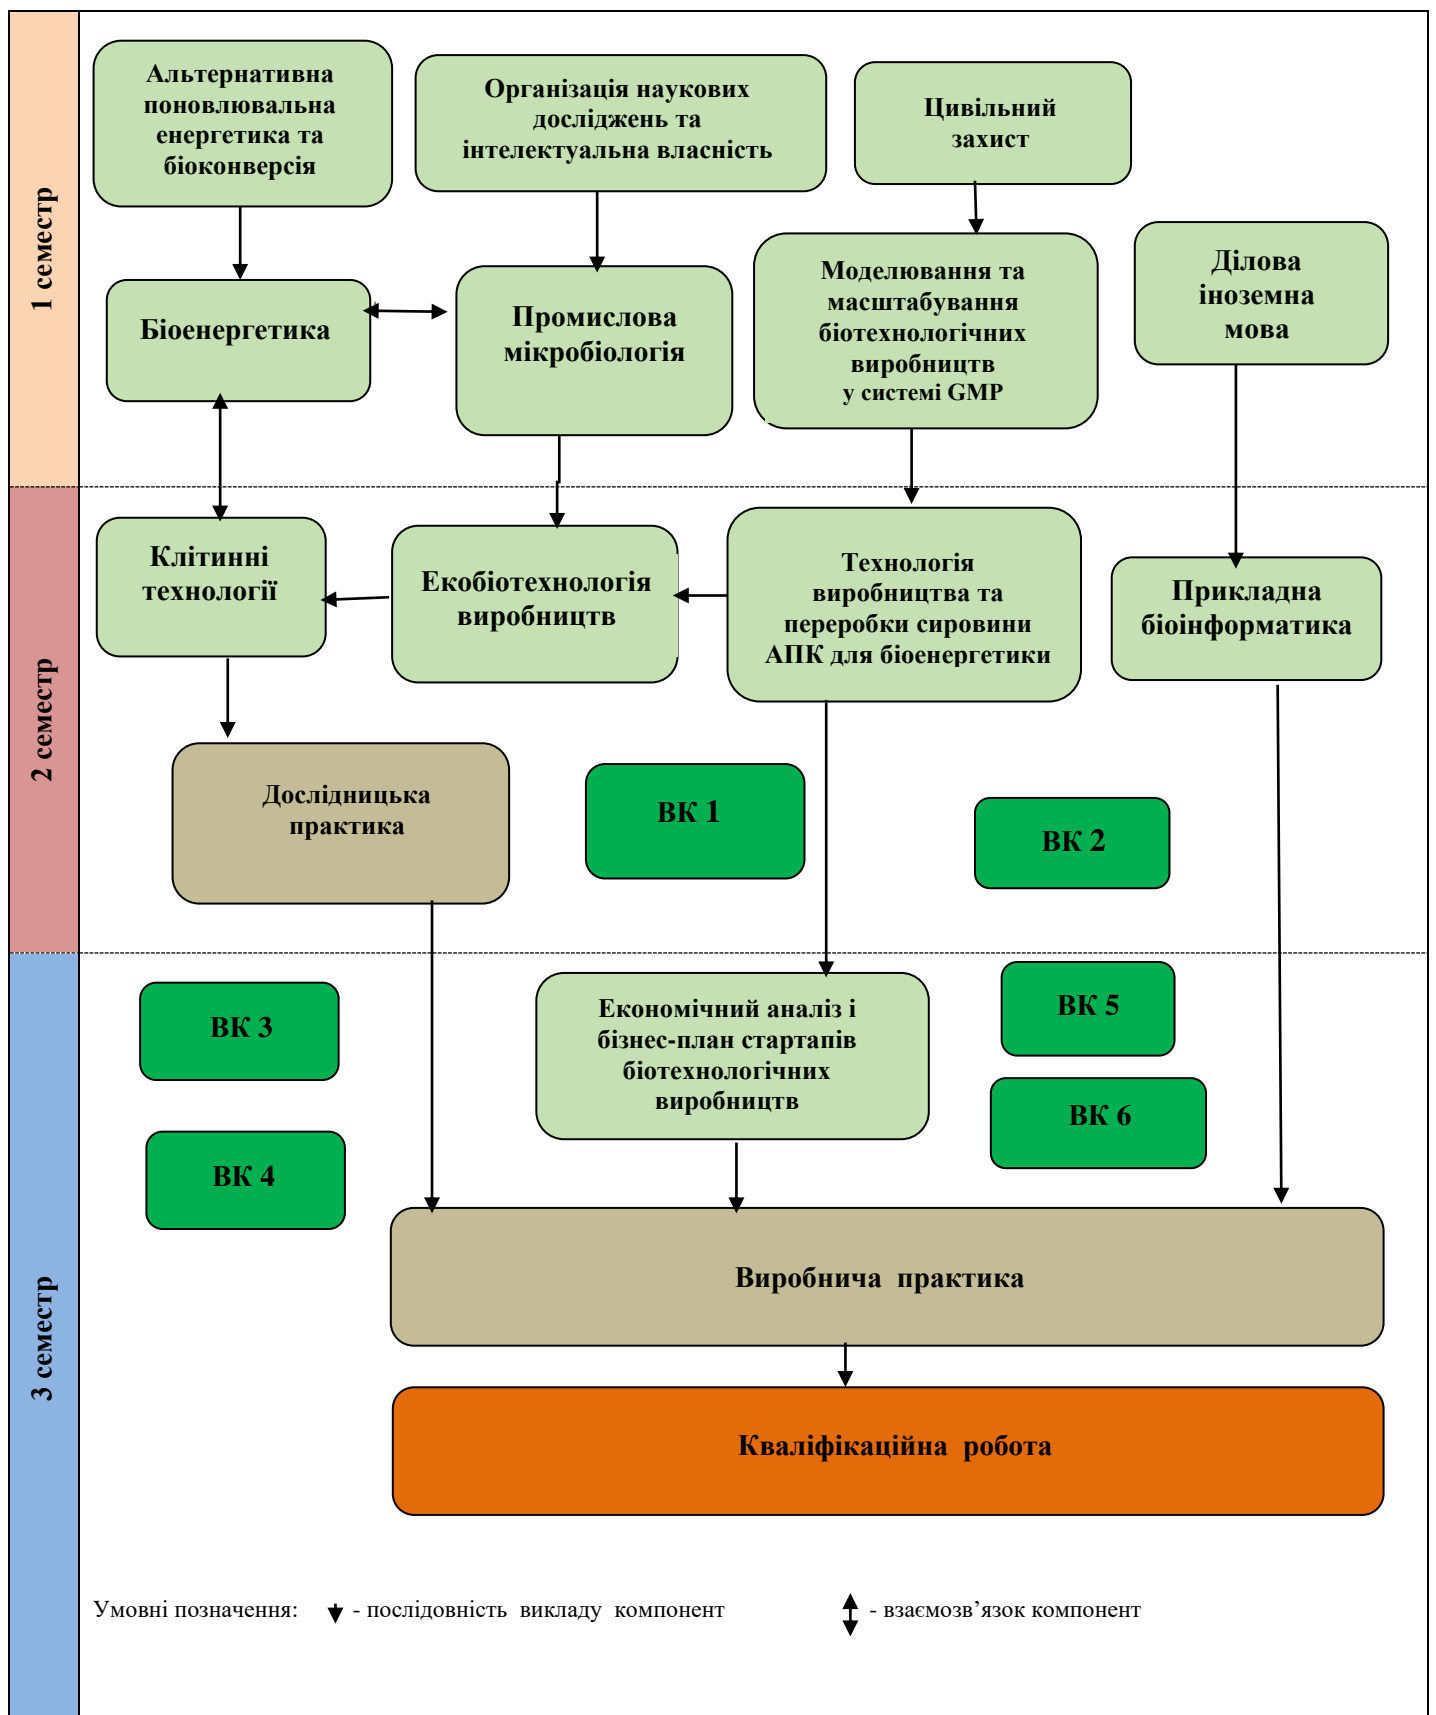 1 семестр
Альтернативна
поновлювальна
енергетика та
біоконверсія
Організація наукових
досліджень та
інтелектуальна власність
Цивільний
захист
Біоенергетика
Промислова
мікробіологія
Моделювання та
масштабування
біотехнологічних
виробництв
у системі GMP
Ділова
іноземна
мова
2 семестр
Клітинні
технології
Екобіотехнологія
виробництв
Технологія
виробництва та
переробки сировини
АПК для біоенергетики
Прикладна
біоінформатика
Дослідницька
практика
ВК 1
ВК 2
3 семестр
ВК 3
ВК 4
Економічний аналіз і
бізнес-план стартапів
біотехнологічних
виробництв
ВК 5
ВК 6
Виробнича практика
Кваліфікаційна робота
Умовні позначення: - послідовність викладу компонент - взаємозв’язок компонент